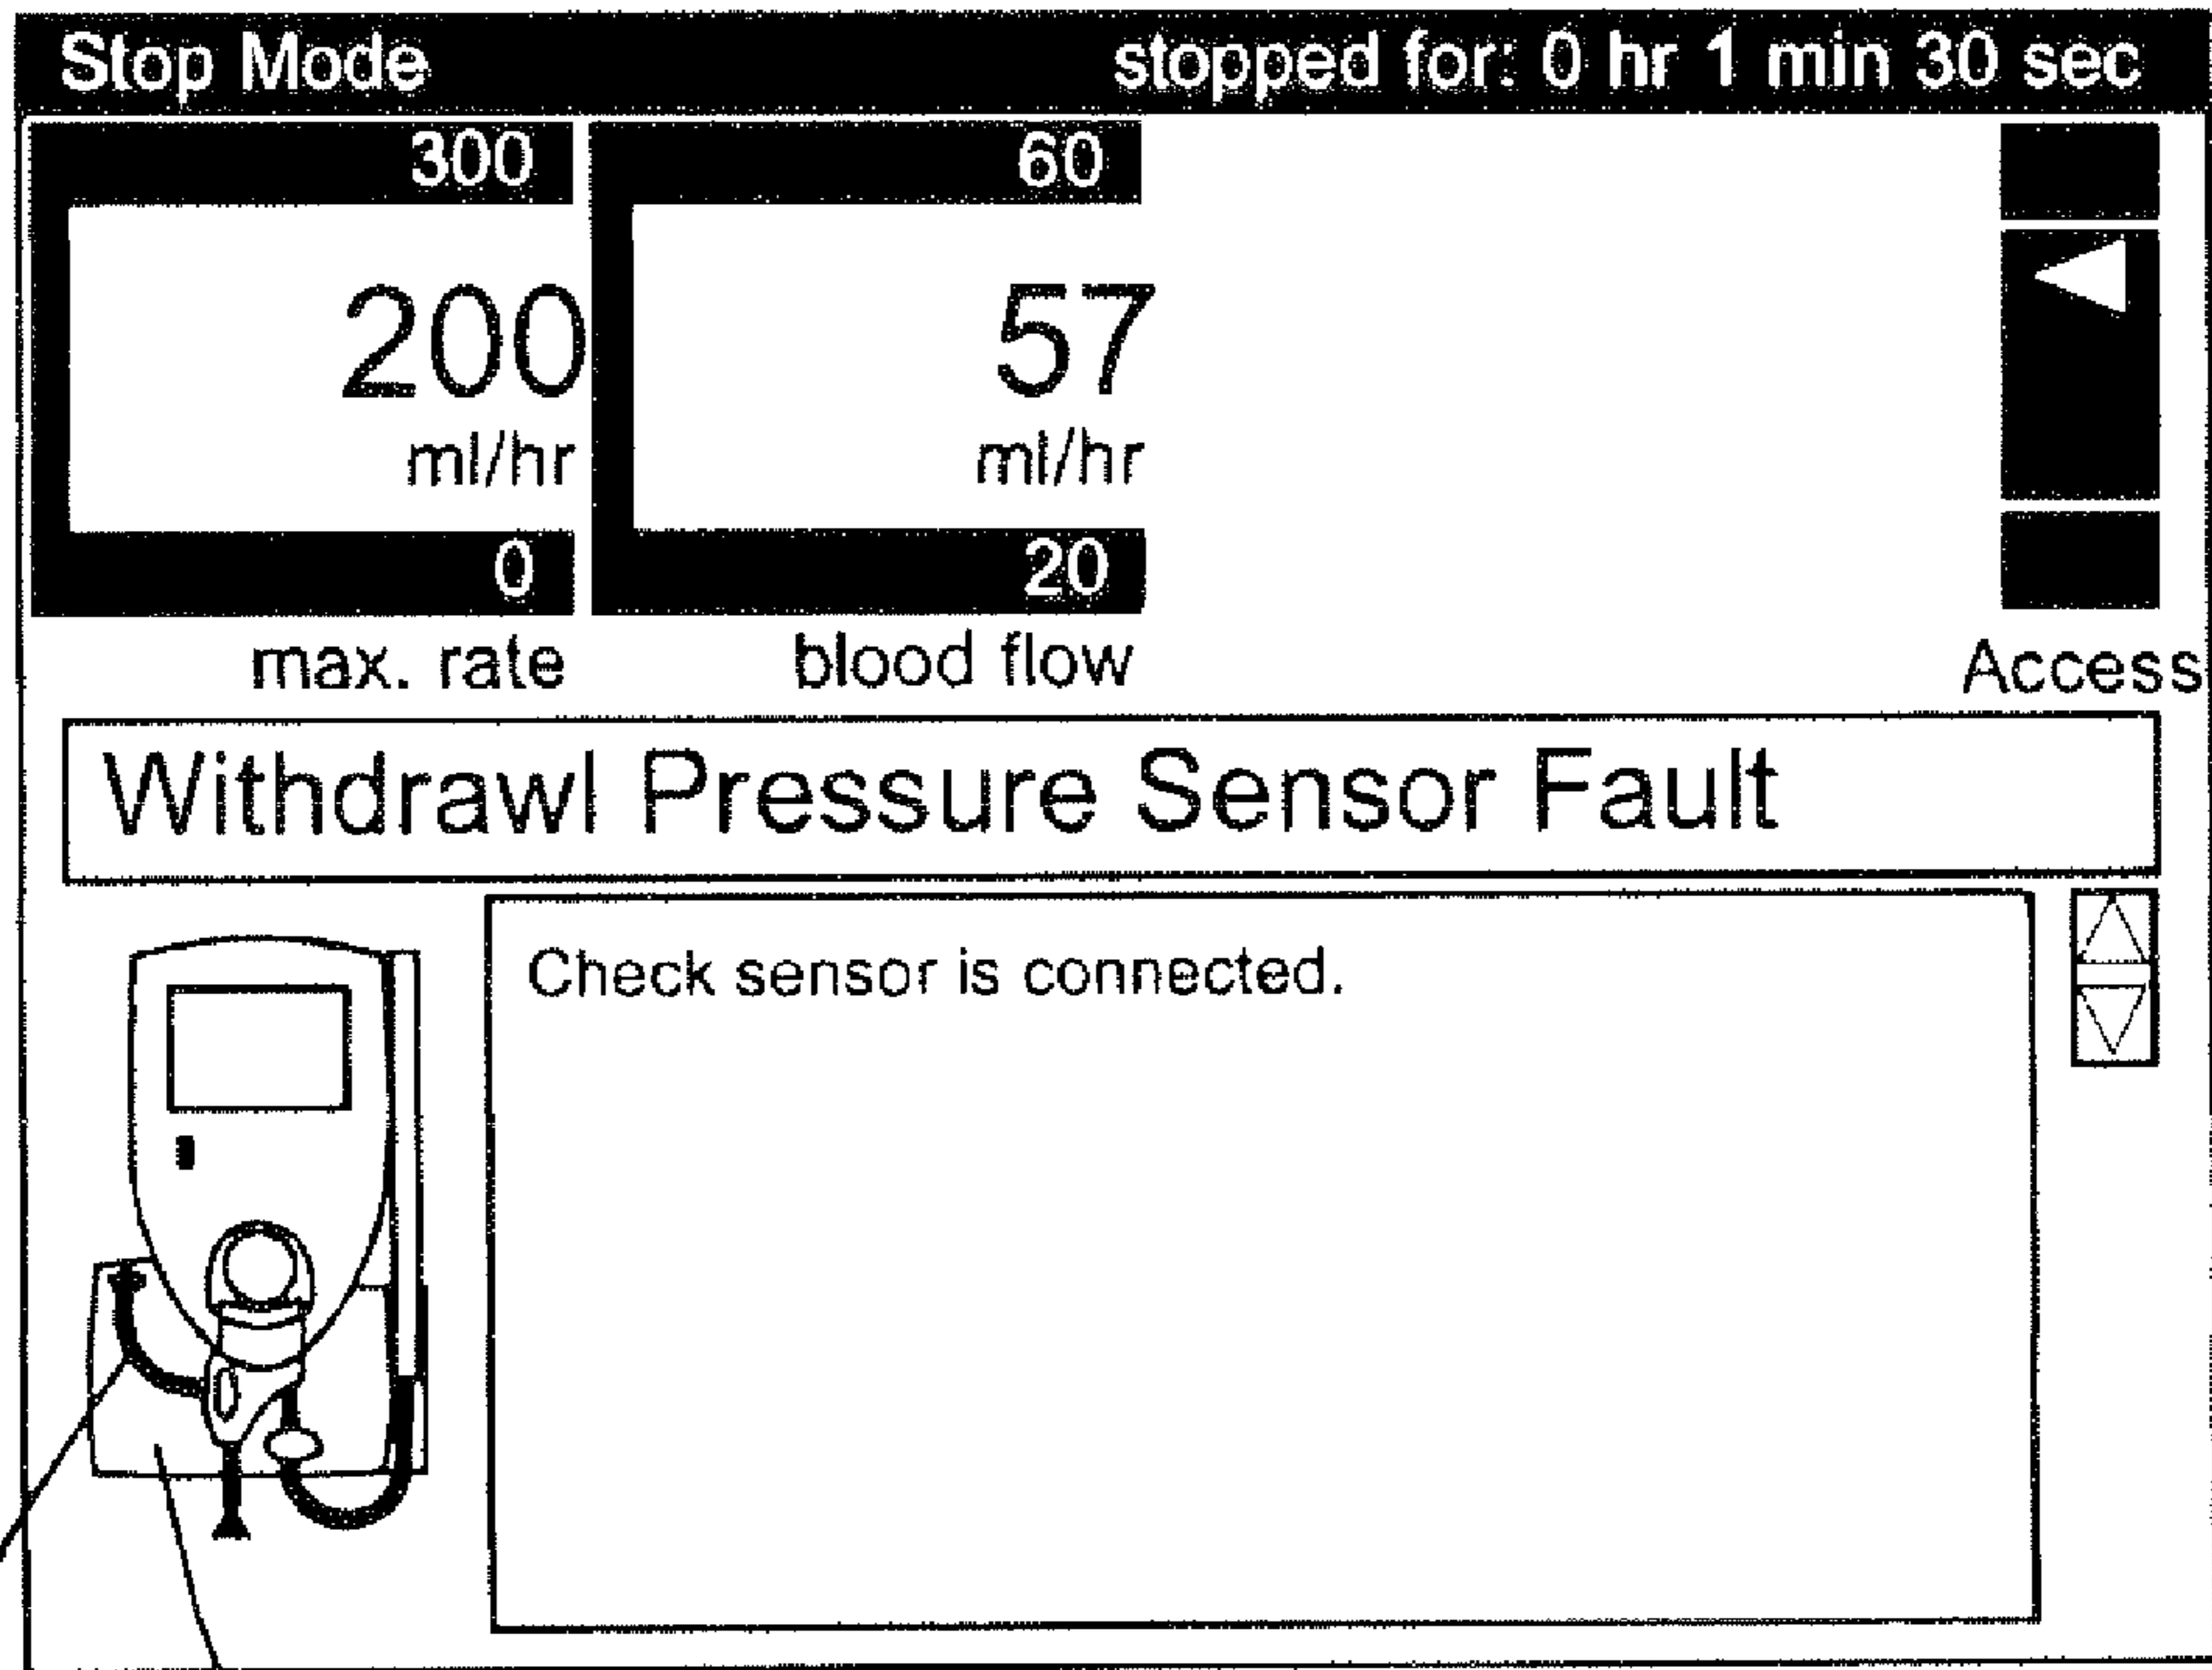 Stop Mode stopped for: 0 hr 1 min 30 sec
300 60
200 57
ml/hr ml/hr
0 20
max. rate blood flow Access
Withdrawl Pressure Sensor Fault
Check sensor is connected.